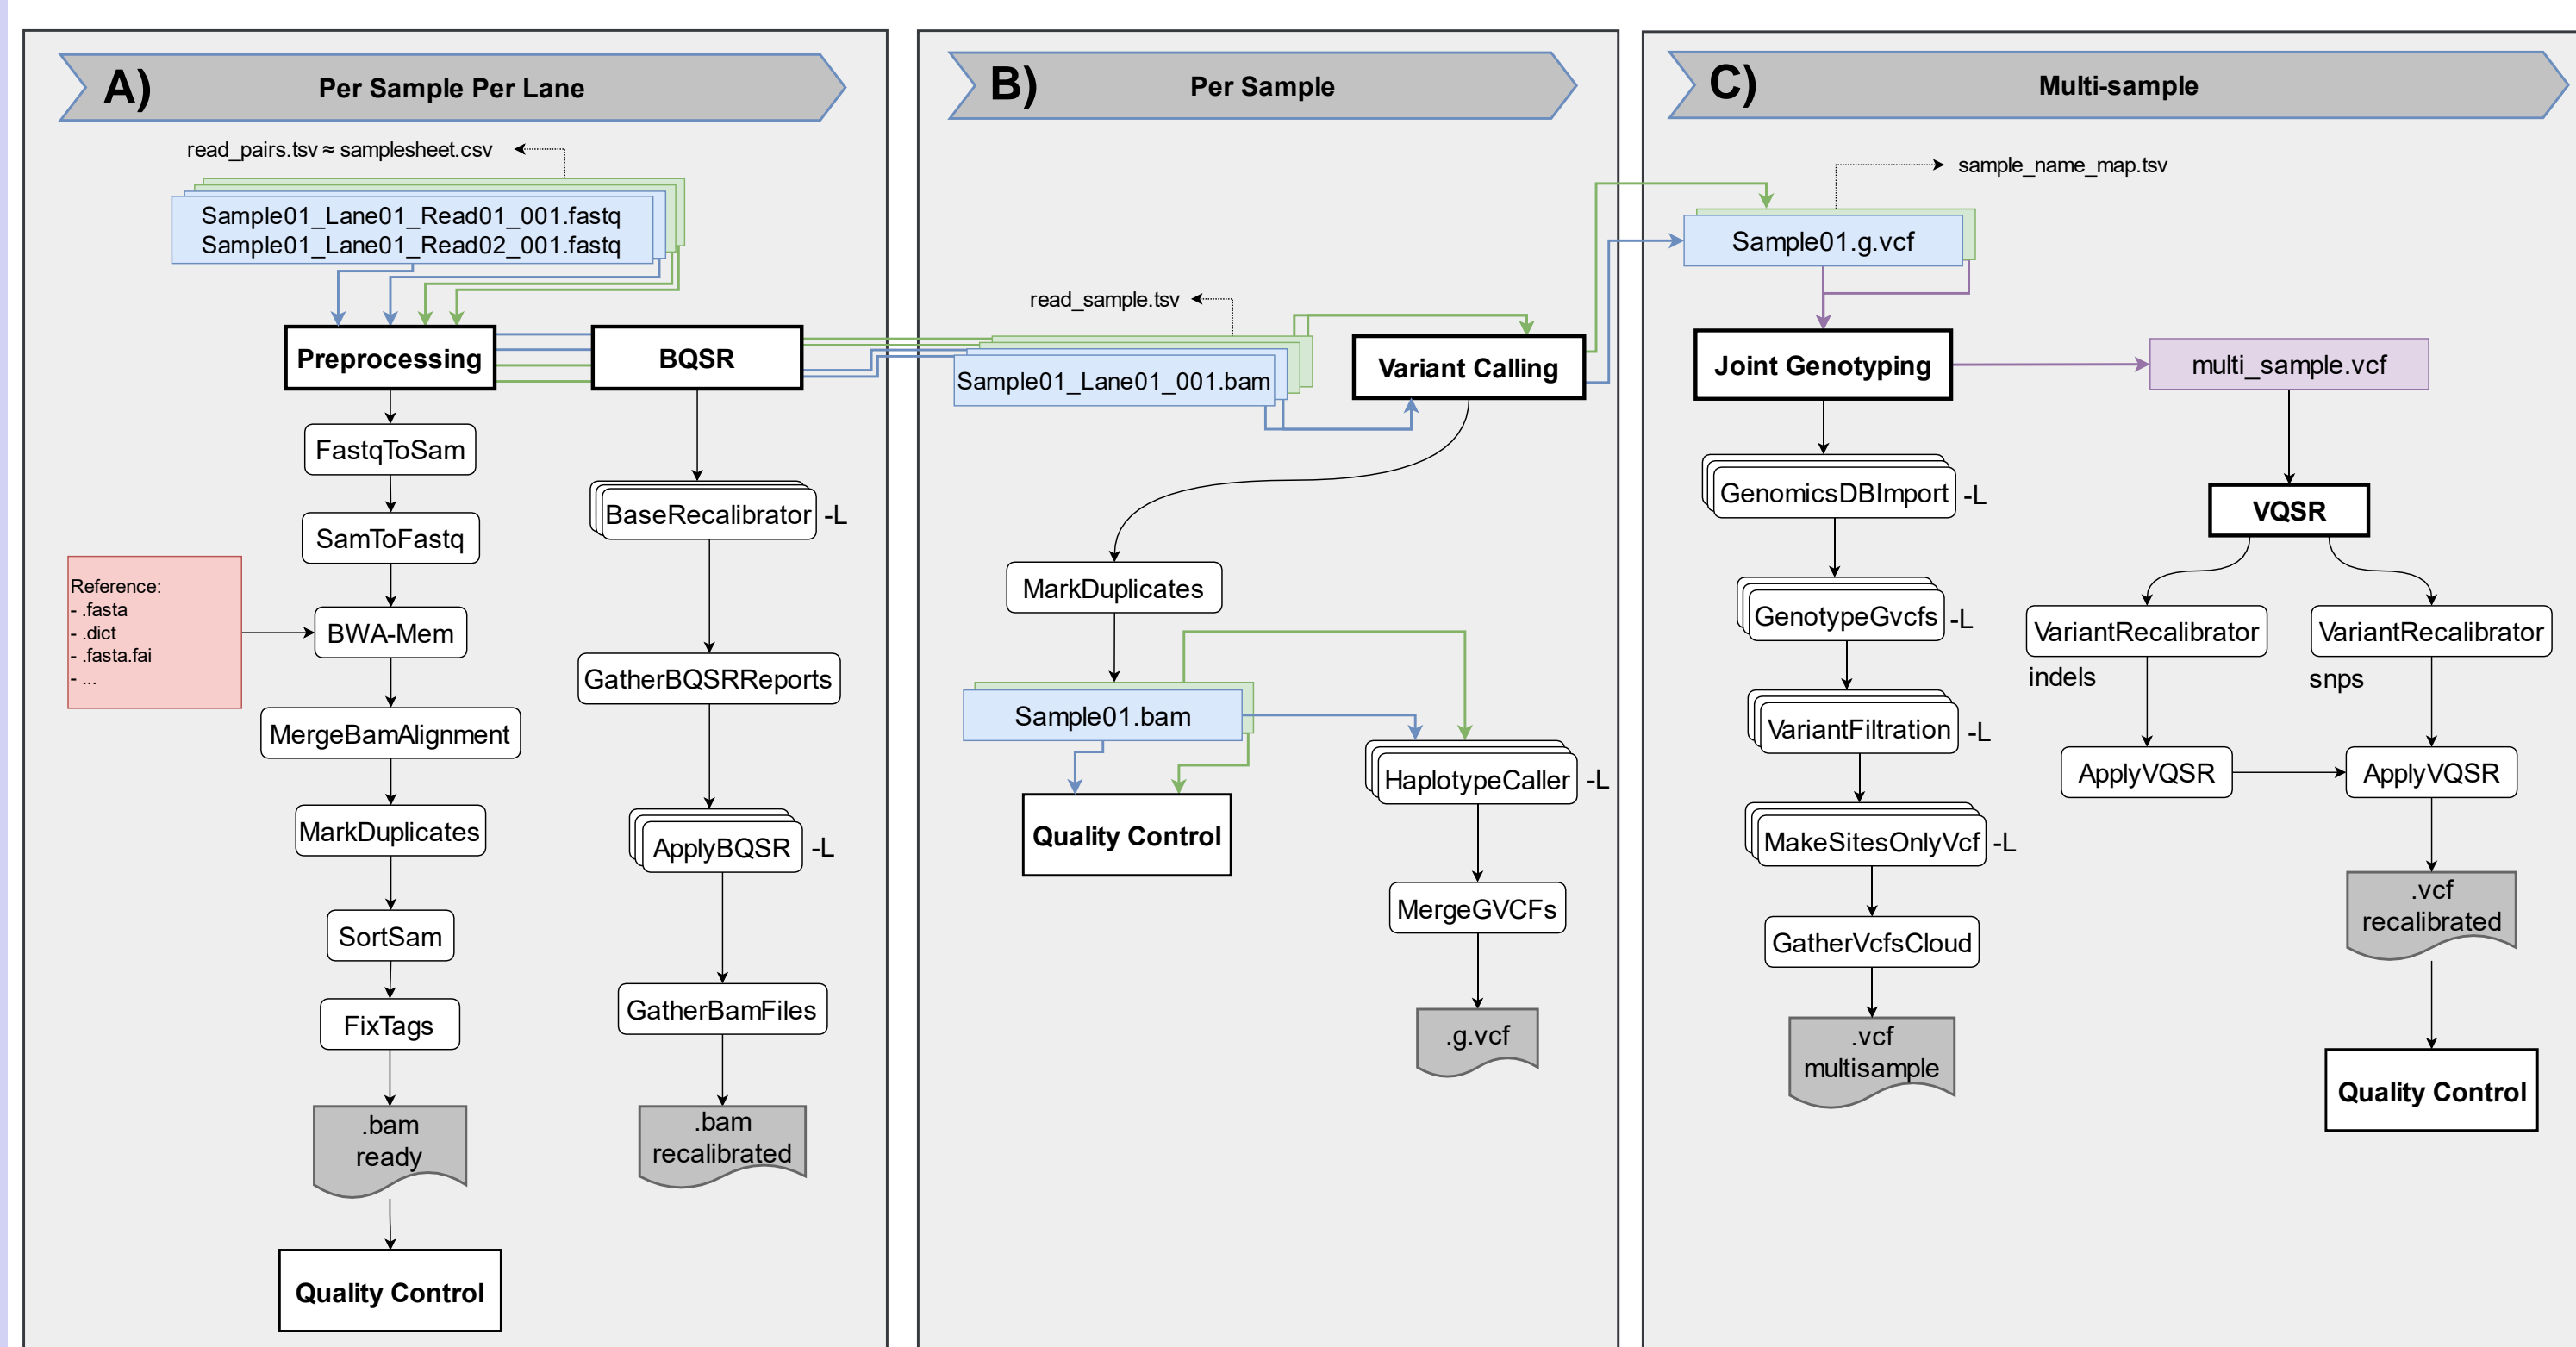 A)
Per Sample Per Lane
read_pairs.tsv ≈ samplesheet.csv
Sample01_Lane01_Read01_001.fastq
Sample01_Lane01_Read02_001.fastq
Preprocessing
BQSR
FastqToSam
SamToFastq
Reference:
- .fasta
- .dict
- .fasta.fai
- ...
BWA-Mem
MergeBamAlignment
MarkDuplicates
SortSam
FixTags
.bam
ready
Quality Control
BaseRecalibrator
-L
GatherBQSRReports
ApplyBQSR
-L
GatherBamFiles
.bam
recalibrated
B)
Per Sample
read_sample.tsv
Sample01_Lane01_001.bam
Variant Calling
MarkDuplicates
Sample01.bam
Quality Control
HaplotypeCaller
-L
MergeGVCFs
.g.vcf
C)
Multi-sample
sample_name_map.tsv
Sample01.g.vcf
Joint Genotyping
multi_sample.vcf
GenomicsDBImport
-L
GenotypeGvcfs
-L
VariantFiltration
-L
MakeSitesOnlyVcf
-L
GatherVcfsCloud
.vcf
multisample
VQSR
VariantRecalibrator
indels
VariantRecalibrator
snps
ApplyVQSR
ApplyVQSR
.vcf
recalibrated
Quality Control